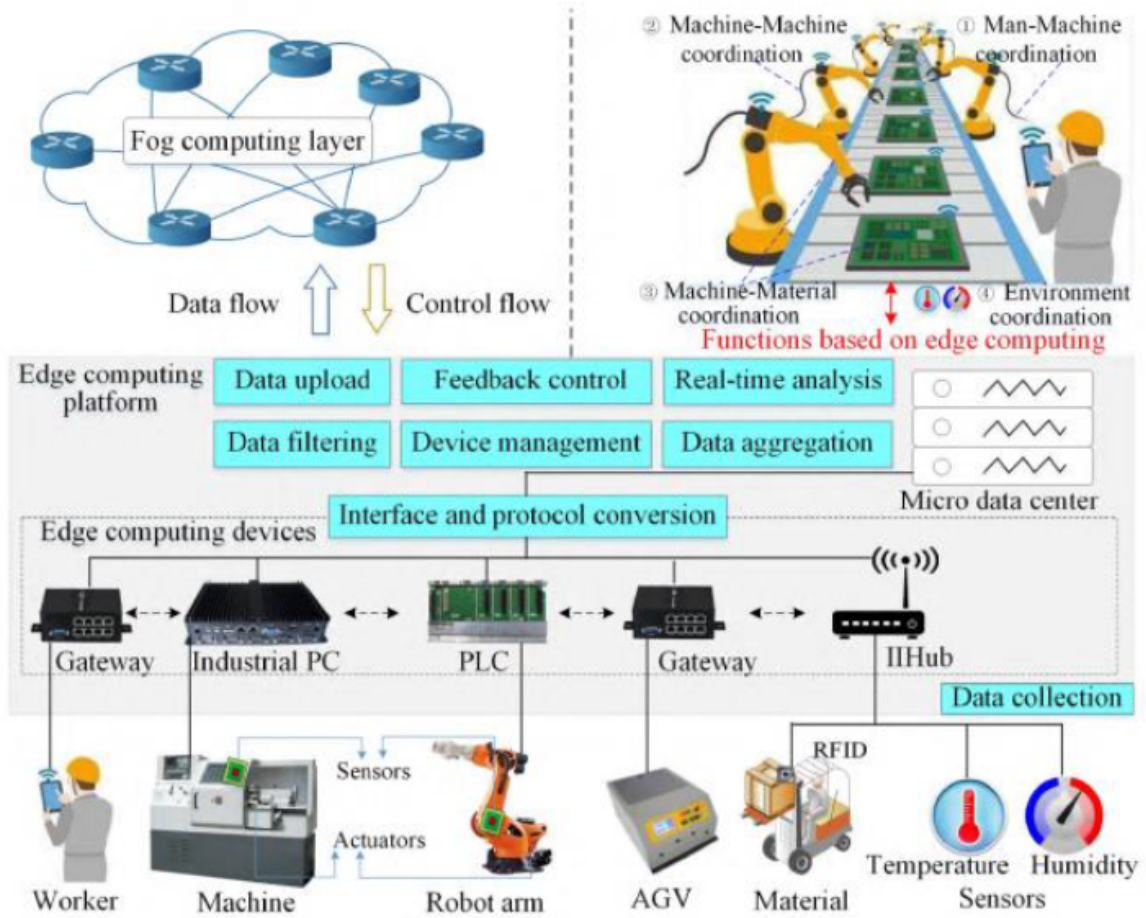 ② Machine-Machine
coordination
① Man-Machine
coordination
Fog computing layer
Data flow
Control flow
③ Machine-Material
coordination
④ Environment
coordination
Functions based on edge computing
Edge computing
platform
Data upload
Feedback control
Real-time analysis
Data filtering
Device management
Data aggregation
Micro data center
Interface and protocol conversion
Edge computing devices
Gateway
Industrial PC
PLC
Gateway
IIHub
Data collection
RFID
Sensors
Actuators
Temperature
Humidity
Worker
Machine
Robot arm
AGV
Material
Sensors